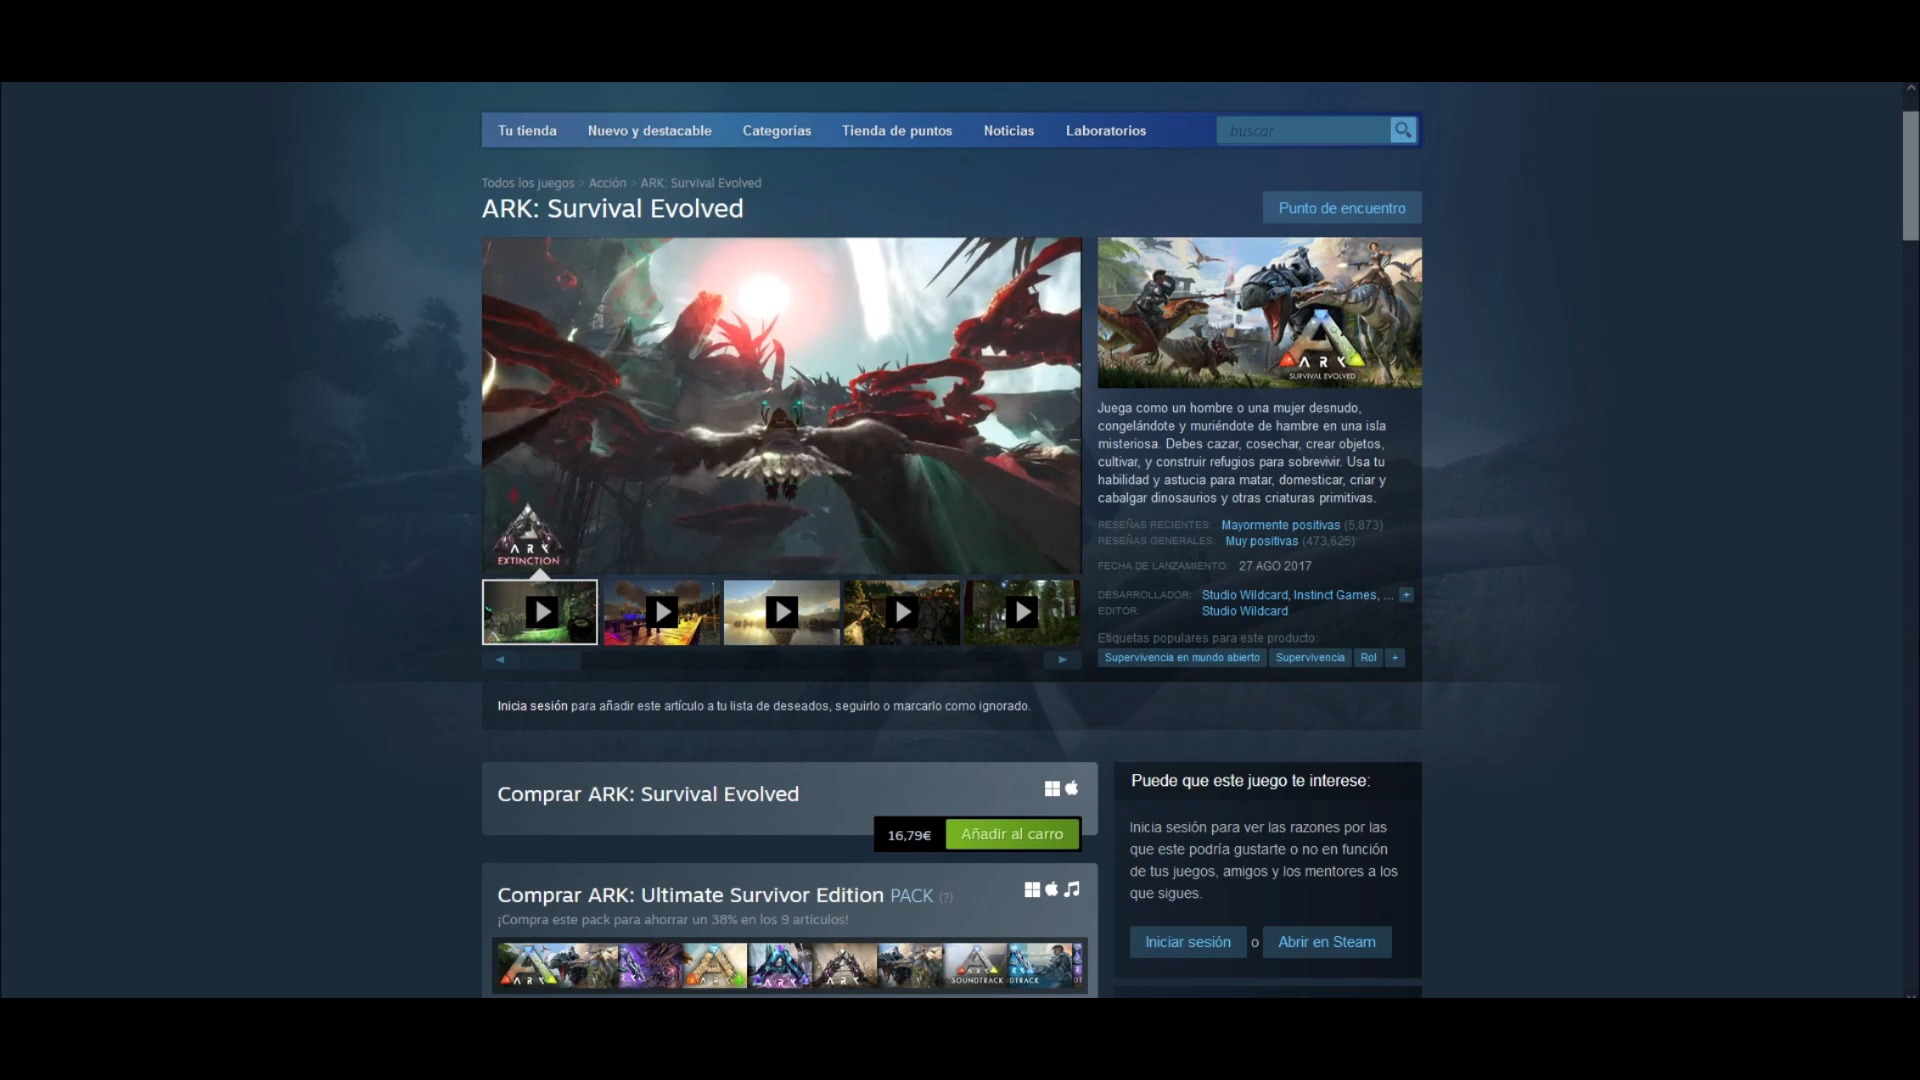 Tu tienda Nuevo y destacable Categorías Tienda de puntos Noticias Laboratorios buscar
Todos los juegos > Acción > ARK: Survival Evolved
ARK: Survival Evolved
Punto de encuentro
ARK
EXTINCTION
ARK
SURVIVAL EVOLVED
Juega como un hombre o una mujer desnudo,
congelándote y muriéndote de hambre en una isla
misteriosa. Debes cazar, cosechar, crear objetos,
cultivar, y construir refugios para sobrevivir. Usa tu
habilidad y astucia para matar, domesticar, criar y
cabalgar dinosaurios y otras criaturas primitivas.
RESEÑAS RECIENTES: Mayormente positivas (5,873)
RESEÑAS GENERALES: Muy positivas (473,625)
FECHA DE LANZAMIENTO: 27 AGO 2017
DESARROLLADOR: Studio Wildcard, Instinct Games, ... +
EDITOR: Studio Wildcard
Etiquetas populares para este producto:
Supervivencia en mundo abierto Supervivencia Rol +
Inicia sesión para añadir este artículo a tu lista de deseados, seguirlo o marcarlo como ignorado.
Comprar ARK: Survival Evolved
16,79€ Añadir al carro
Comprar ARK: Ultimate Survivor Edition PACK (?)
¡Compra este pack para ahorrar un 38% en los 9 artículos!
ARK ARK ARK ARK SOUNDTRACK
Puede que este juego te interese:
Inicia sesión para ver las razones por las
que este podría gustarte o no en función
de tus juegos, amigos y los mentores a los
que sigues.
Iniciar sesión o Abrir en Steam